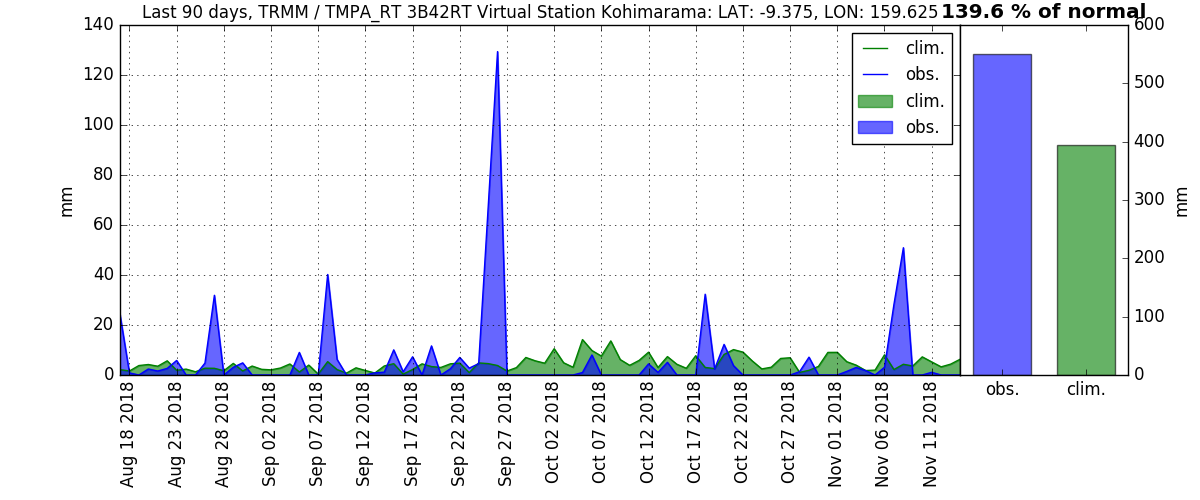 Last 90 days, TRMM / TMPA_RT 3B42RT Virtual Station Kohimarama: LAT: -9.375, LON: 159.625
139.6 % of normal
140
120
100
80
60
40
20
0
mm
clim.
obs.
clim.
obs.
Aug 18 2018
Aug 23 2018
Aug 28 2018
Sep 02 2018
Sep 07 2018
Sep 12 2018
Sep 17 2018
Sep 22 2018
Sep 27 2018
Oct 02 2018
Oct 07 2018
Oct 12 2018
Oct 17 2018
Oct 22 2018
Oct 27 2018
Nov 01 2018
Nov 06 2018
Nov 11 2018
600
500
400
300
200
100
0
mm
obs.
clim.